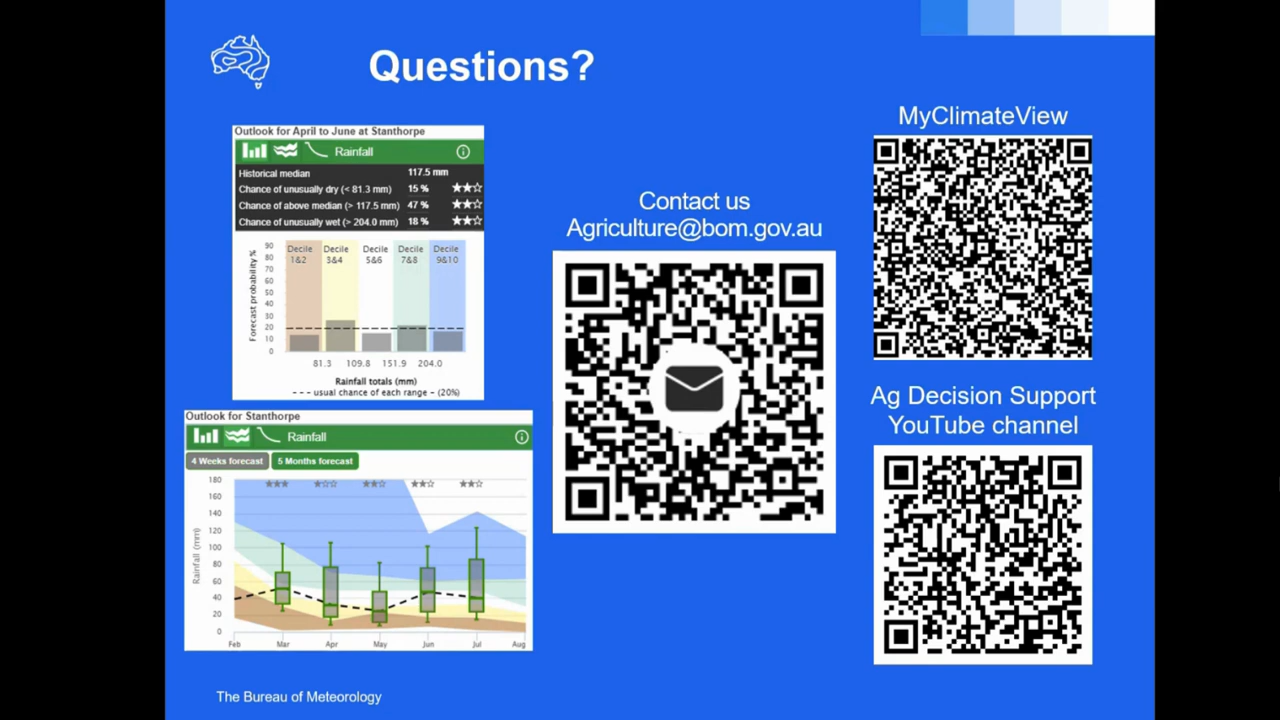 Questions?
Outlook for April to June at Stanthorpe
Rainfall
Historical median 117.5 mm
Chance of unusually dry (< 81.3 mm) 15 %
Chance of above median (> 117.5 mm) 47 %
Chance of unusually wet (> 204.0 mm) 18 %
Forecast probability %
90
80
70
60
50
40
30
20
10
0
Decile 1&2
Decile 3&4
Decile 5&6
Decile 7&8
Decile 9&10
81.3 109.8 151.9 204.0
Rainfall totals (mm)
--- usual chance of each range - (20%)
Outlook for Stanthorpe
Rainfall
4 Weeks forecast 5 Months forecast
Rainfall (mm)
180
160
140
120
100
80
60
40
20
0
Feb Mar Apr May Jun Jul Aug
Contact us
Agriculture@bom.gov.au
MyClimateView
Ag Decision Support
YouTube channel
The Bureau of Meteorology